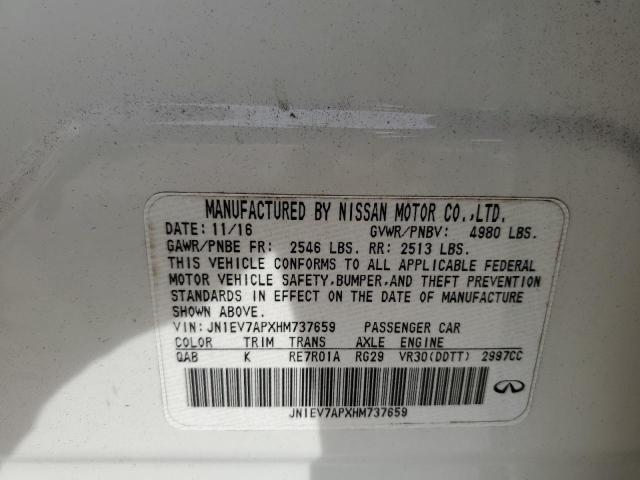 MANUFACTURED BY NISSAN MOTOR CO.,LTD.
DATE: 11/16 GVWR/PNBV: 4980 LBS.
GAWR/PNBE FR: 2546 LBS. RR: 2513 LBS.
THIS VEHICLE CONFORMS TO ALL APPLICABLE FEDERAL
MOTOR VEHICLE SAFETY,BUMPER,AND THEFT PREVENTION
STANDARDS IN EFFECT ON THE DATE OF MANUFACTURE
SHOWN ABOVE.
VIN: JN1EV7APXHM737659 PASSENGER CAR
COLOR TRIM TRANS AXLE ENGINE
QAB K RE7R01A RG29 VR30(DDTT) 2997CC
JN1EV7APXHM737659